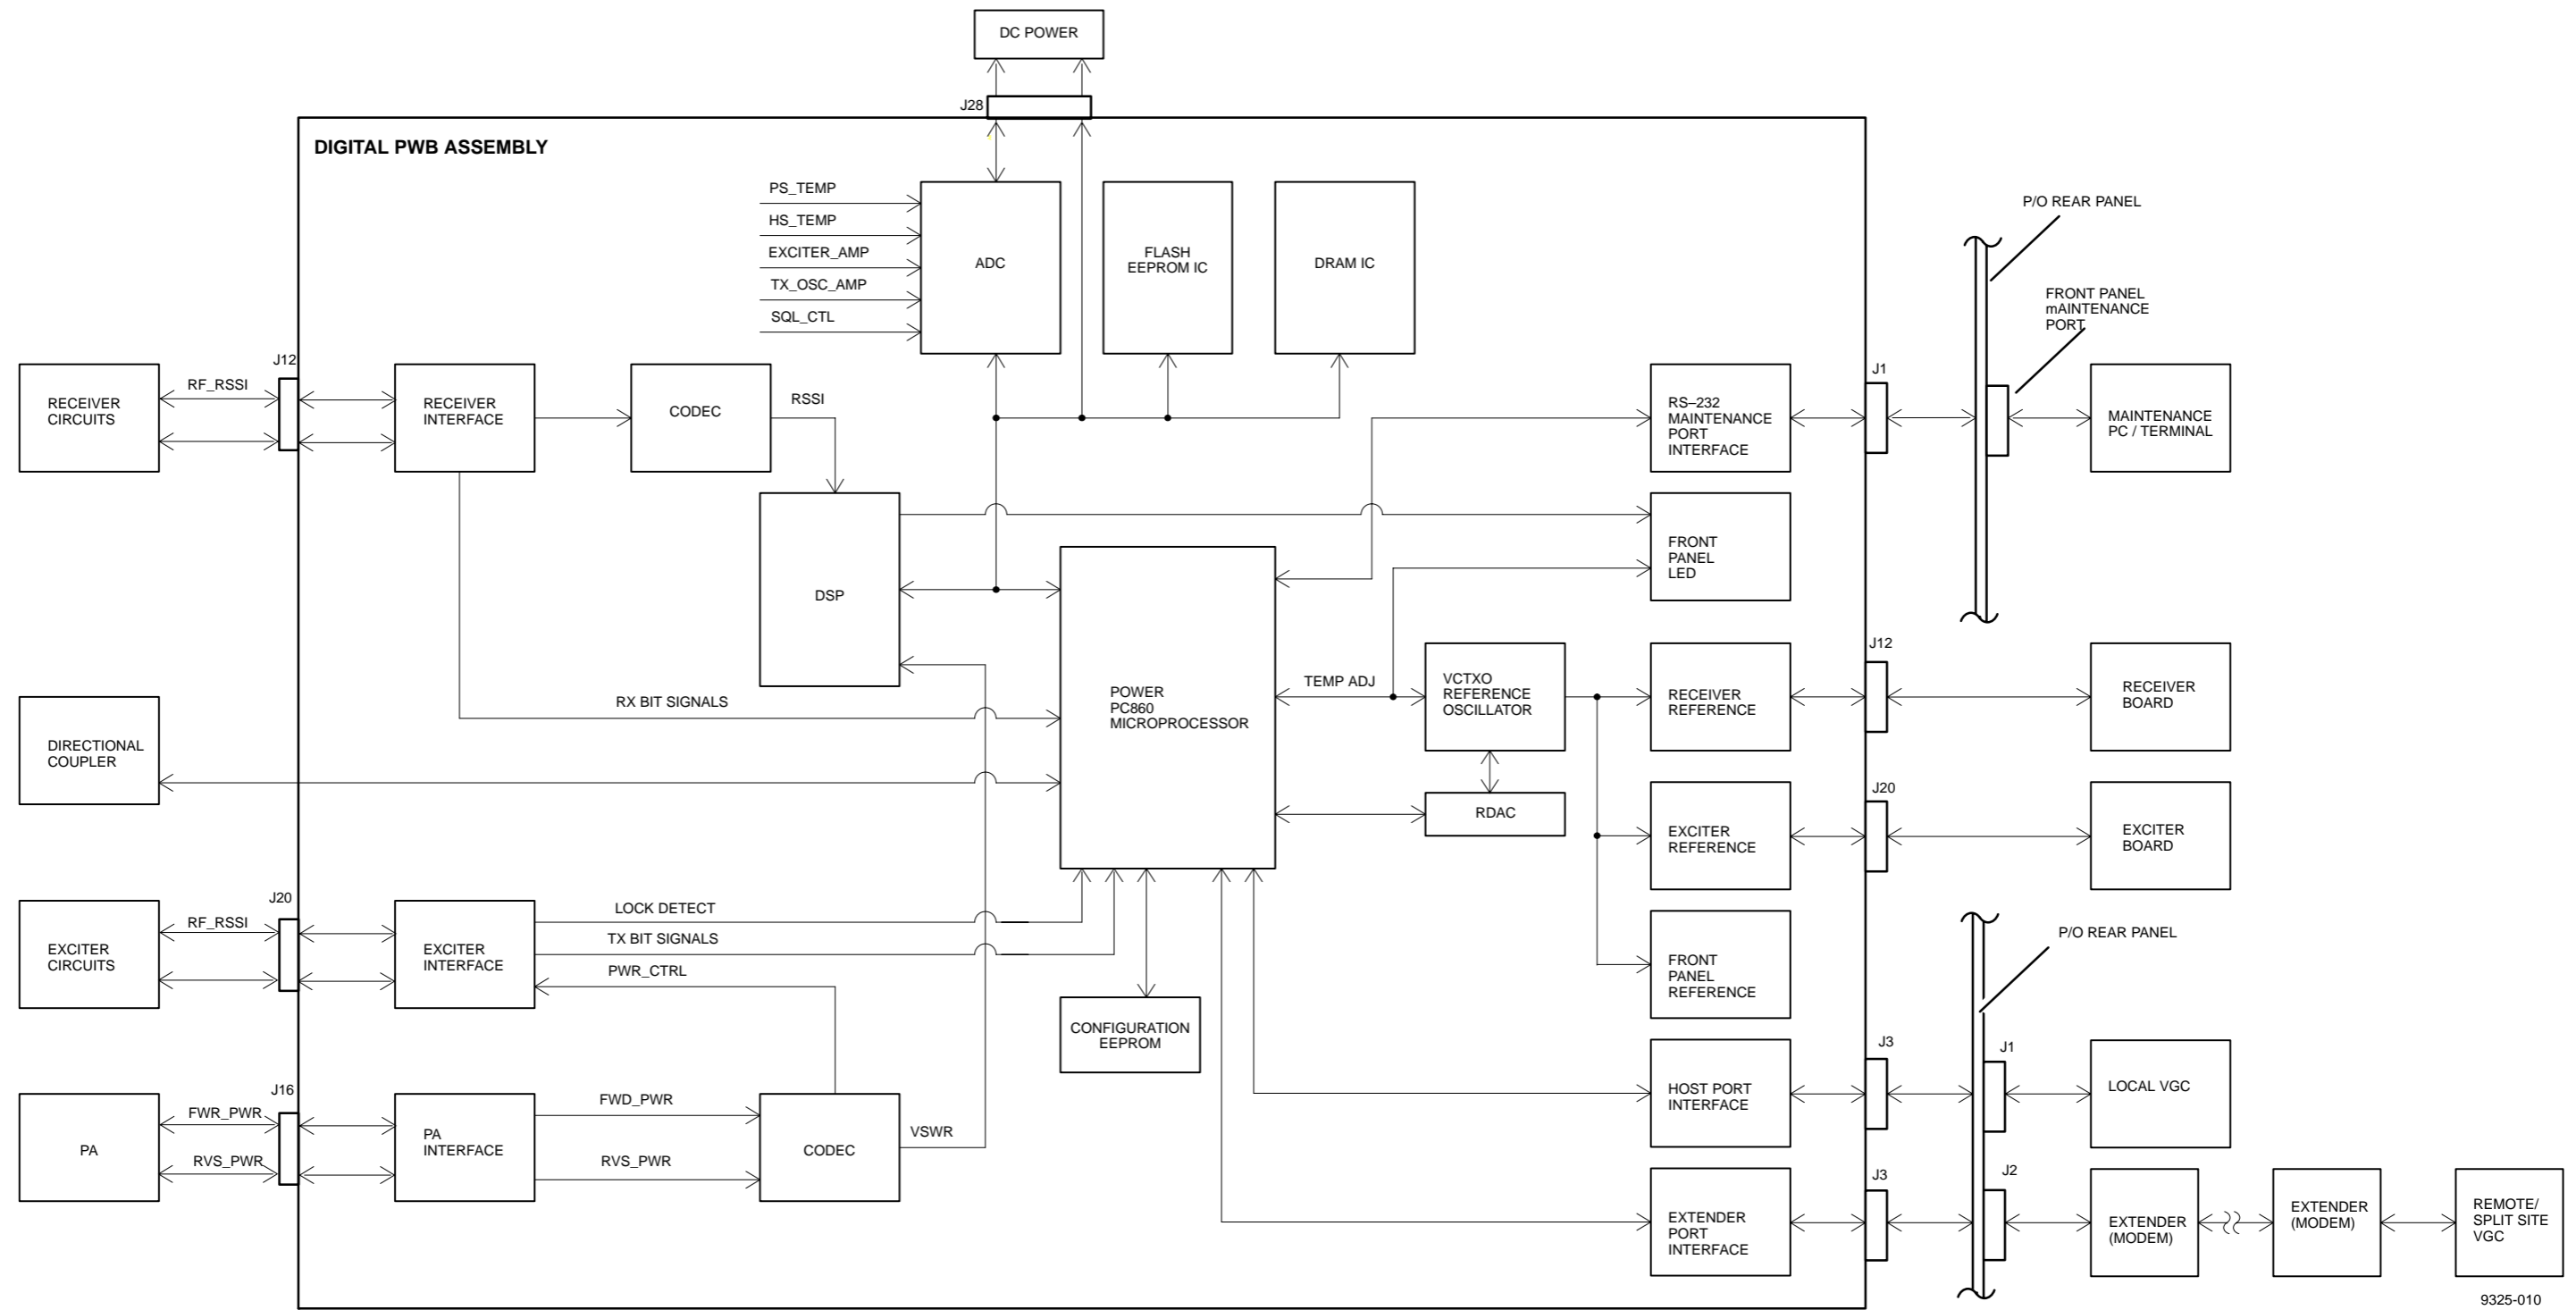 DC POWER
J28
DIGITAL PWB ASSEMBLY
PS_TEMP
HS_TEMP
EXCITER_AMP
TX_OSC_AMP
SQL_CTL
ADC
FLASH
EEPROM IC
DRAM IC
P/O REAR PANEL
FRONT PANEL
mAINTENANCE
PORT
J12
RF_RSSI
RECEIVER
CIRCUITS
RECEIVER
INTERFACE
CODEC
RSSI
RS–232
MAINTENANCE
PORT
INTERFACE
J1
MAINTENANCE
PC / TERMINAL
DSP
FRONT
PANEL
LED
RX BIT SIGNALS
POWER
PC860
MICROPROCESSOR
TEMP ADJ
VCTXO
REFERENCE
OSCILLATOR
RECEIVER
REFERENCE
J12
RECEIVER
BOARD
DIRECTIONAL
COUPLER
RDAC
EXCITER
REFERENCE
J20
EXCITER
BOARD
J20
RF_RSSI
EXCITER
CIRCUITS
EXCITER
INTERFACE
LOCK DETECT
TX BIT SIGNALS
PWR_CTRL
FRONT
PANEL
REFERENCE
P/O REAR PANEL
CONFIGURATION
EEPROM
J16
FWR_PWR
RVS_PWR
PA
PA
INTERFACE
FWD_PWR
RVS_PWR
CODEC
VSWR
HOST PORT
INTERFACE
J3
J1
LOCAL VGC
EXTENDER
PORT
INTERFACE
J3
J2
EXTENDER
(MODEM)
EXTENDER
(MODEM)
REMOTE/
SPLIT SITE
VGC
9325-010